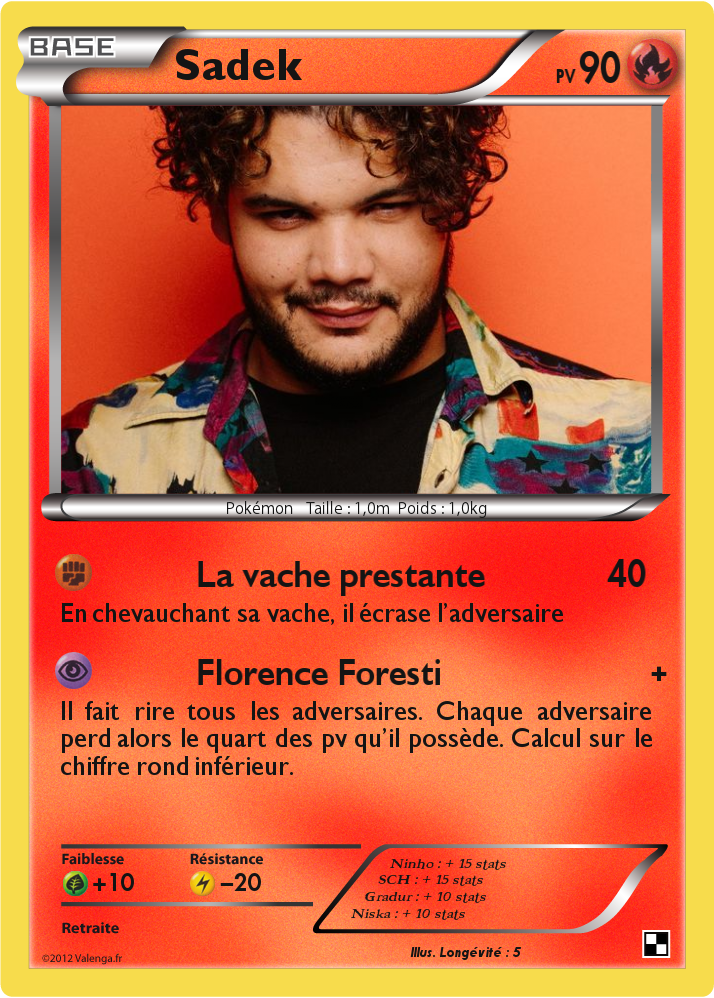 BASE
Sadek
PV 90
Pokémon Taille : 1,0m Poids : 1,0kg
La vache prestante 40
En chevauchant sa vache, il écrase l'adversaire
Florence Foresti +
Il fait rire tous les adversaires. Chaque adversaire
perd alors le quart des pv qu'il possède. Calcul sur le
chiffre rond inférieur.
Faiblesse Résistance
+10 –20
Ninho : + 15 stats
SCH : + 15 stats
Gradur : + 10 stats
Niska : + 10 stats
Retraite
Illus. Longévité : 5
©2012 Valenga.fr